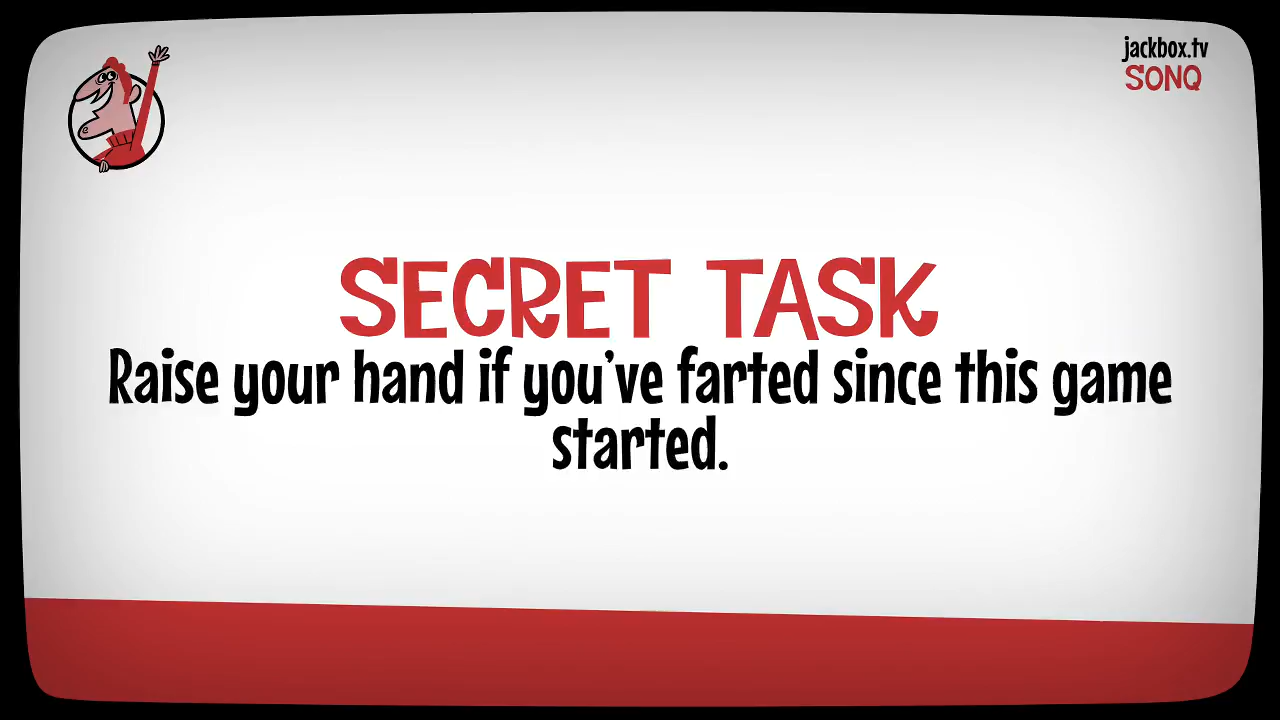 jackbox.tv
SONQ
SECRET TASK
Raise your hand if you've farted since this game
started.